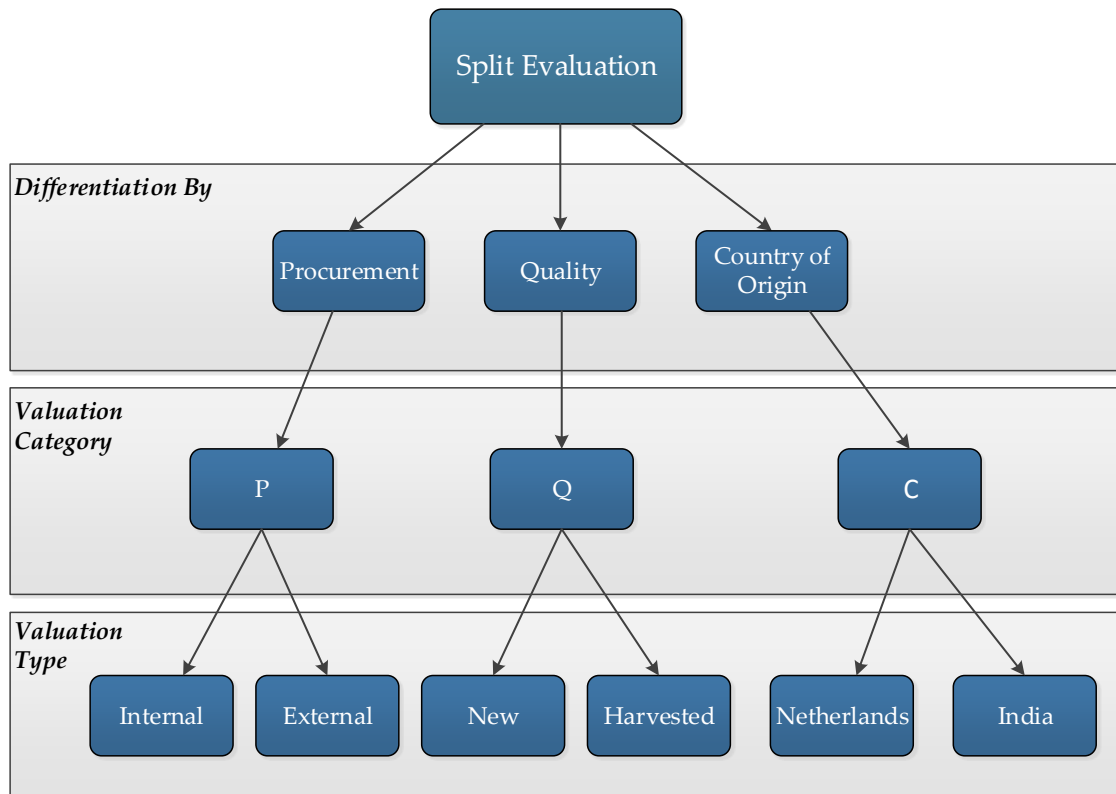 Split Evaluation
Differentiation By
Procurement
Quality
Country of
Origin
Valuation
Category
P
Q
C
Valuation
Type
Internal
External
New
Harvested
Netherlands
India